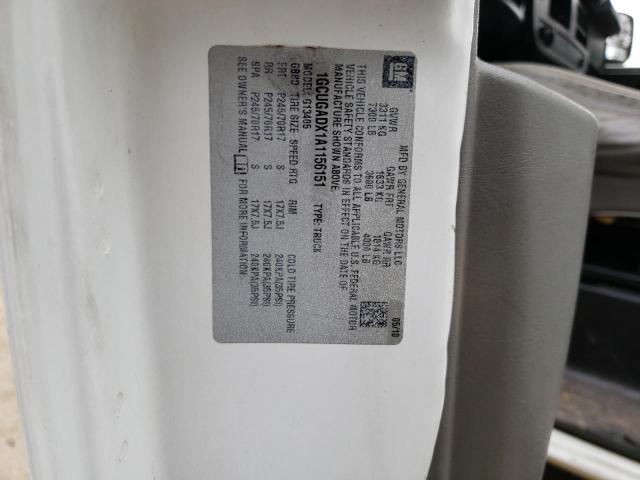 GM
MFD BY GENERAL MOTORS LLC
05/10
GVWR GAWR FRT GAWR RR
3311 KG 1633 KG 1814 KG
7300 LB 3600 LB 4000 LB
THIS VEHICLE CONFORMS TO ALL APPLICABLE U.S. FEDERAL MOTOR
VEHICLE SAFETY STANDARDS IN EFFECT ON THE DATE OF
MANUFACTURE SHOWN ABOVE.
1GCUGADX1A1156151 TYPE: TRUCK
MODEL: G13405
TIRE SIZE SPEED RTG RIM COLD TIRE PRESSURE
FRT P245/70R17 S 17X7.5J 240KPA(35PSI)
RR P245/70R17 S 17X7.5J 240KPA(35PSI)
SPA P245/70R17 S 17X7.5J 240KPA(35PSI)
SEE OWNER'S MANUAL FOR MORE INFORMATION.